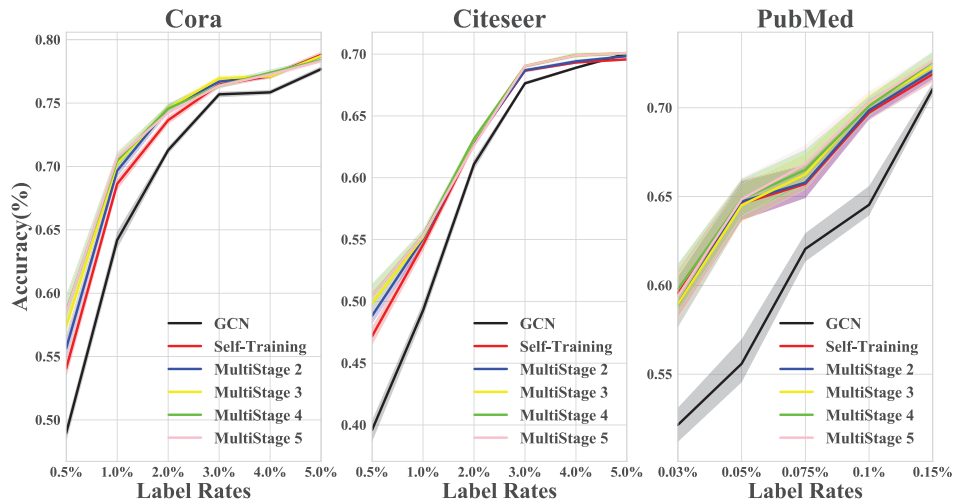 Cora
Citeseer
PubMed
Accuracy(%)
0.80
0.75
0.70
0.65
0.60
0.55
0.50
GCN
Self-Training
MultiStage 2
MultiStage 3
MultiStage 4
MultiStage 5
0.5%
1.0%
2.0%
3.0%
4.0%
5.0%
Label Rates
0.70
0.65
0.60
0.55
0.50
0.45
0.40
GCN
Self-Training
MultiStage 2
MultiStage 3
MultiStage 4
MultiStage 5
0.5%
1.0%
2.0%
3.0%
4.0%
5.0%
Label Rates
0.70
0.65
0.60
0.55
GCN
Self-Training
MultiStage 2
MultiStage 3
MultiStage 4
MultiStage 5
0.03%
0.05%
0.075%
0.1%
0.15%
Label Rates